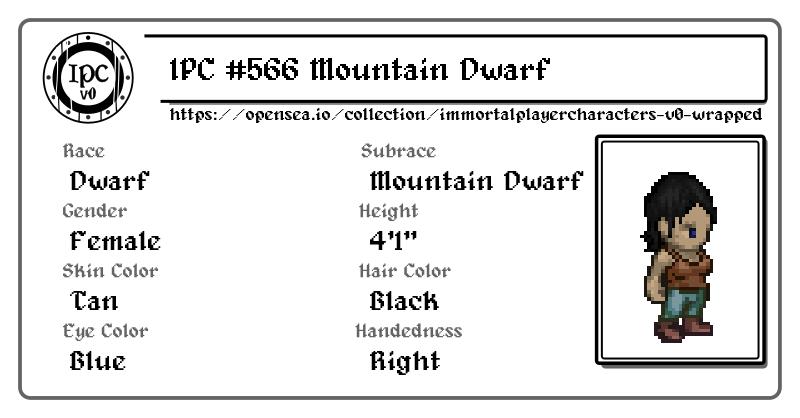 IPC
v0
IPC #566 Mountain Dwarf
https://opensea.io/collection/immortalplayercharacters-v0-wrapped
Race
Dwarf
Subrace
Mountain Dwarf
Gender
Female
Height
4'1"
Skin Color
Tan
Hair Color
Black
Eye Color
Blue
Handedness
Right